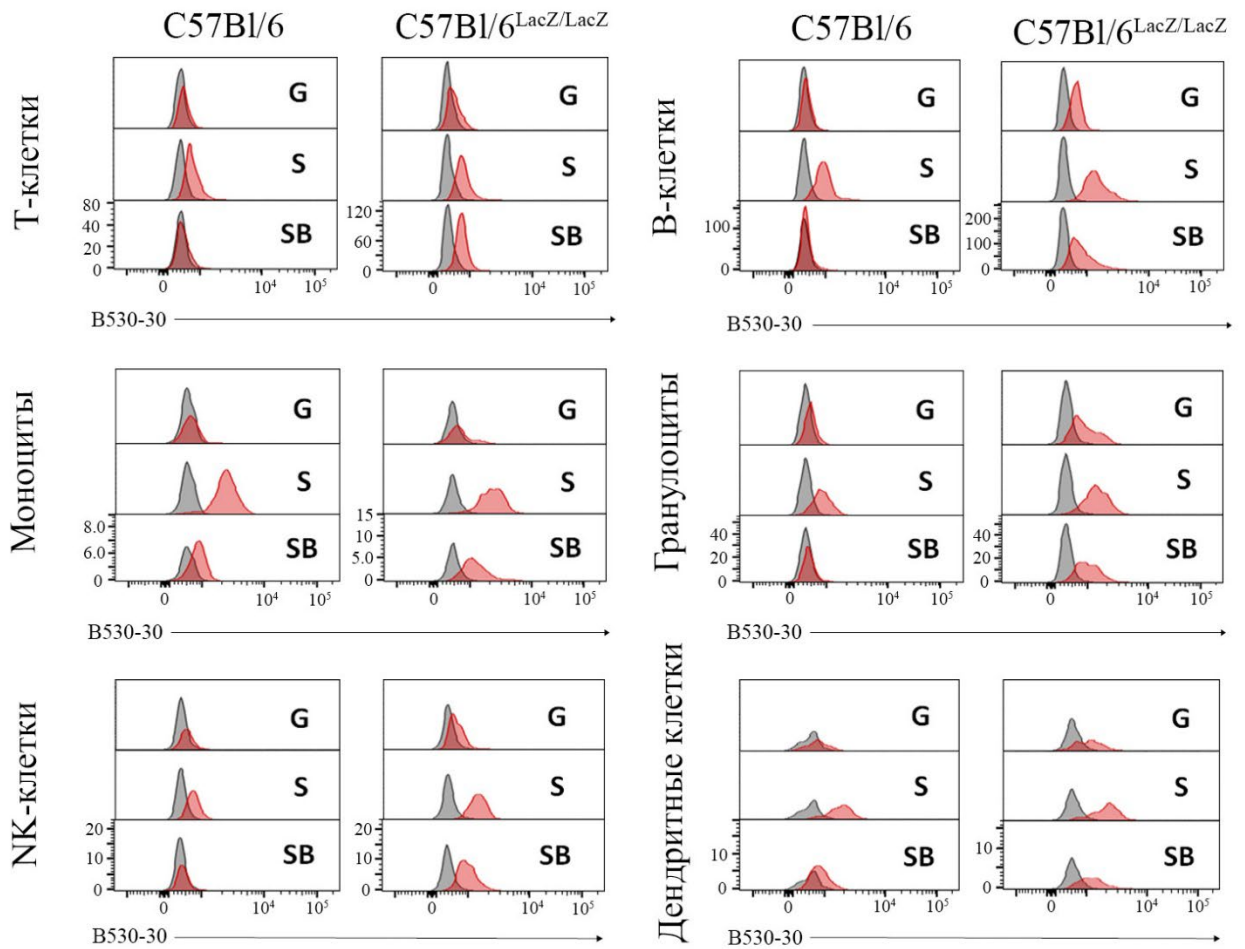 C57Bl/6 C57Bl/6LacZ/LacZ C57Bl/6 C57Bl/6LacZ/LacZ
Т-клетки
G
S
80
40
20
0
SB
0 10⁴ 10⁵
G
S
120
60
0
SB
0 10⁴ 10⁵
B530-30
В-клетки
G
S
100
0
SB
0 10⁴ 10⁵
G
S
200
100
0
SB
0 10⁴ 10⁵
B530-30
Моноциты
G
S
8.0
6.0
0
SB
0 10⁴ 10⁵
G
S
15
5.0
0
SB
0 10⁴ 10⁵
B530-30
Гранулоциты
G
S
40
20
0
SB
0 10⁴ 10⁵
G
S
40
20
0
SB
0 10⁴ 10⁵
B530-30
NK-клетки
G
S
20
10
0
SB
0 10⁴ 10⁵
G
S
20
10
0
SB
0 10⁴ 10⁵
B530-30
Дендритные клетки
G
S
10
0
SB
0 10⁴ 10⁵
G
S
10
0
SB
0 10⁴ 10⁵
B530-30